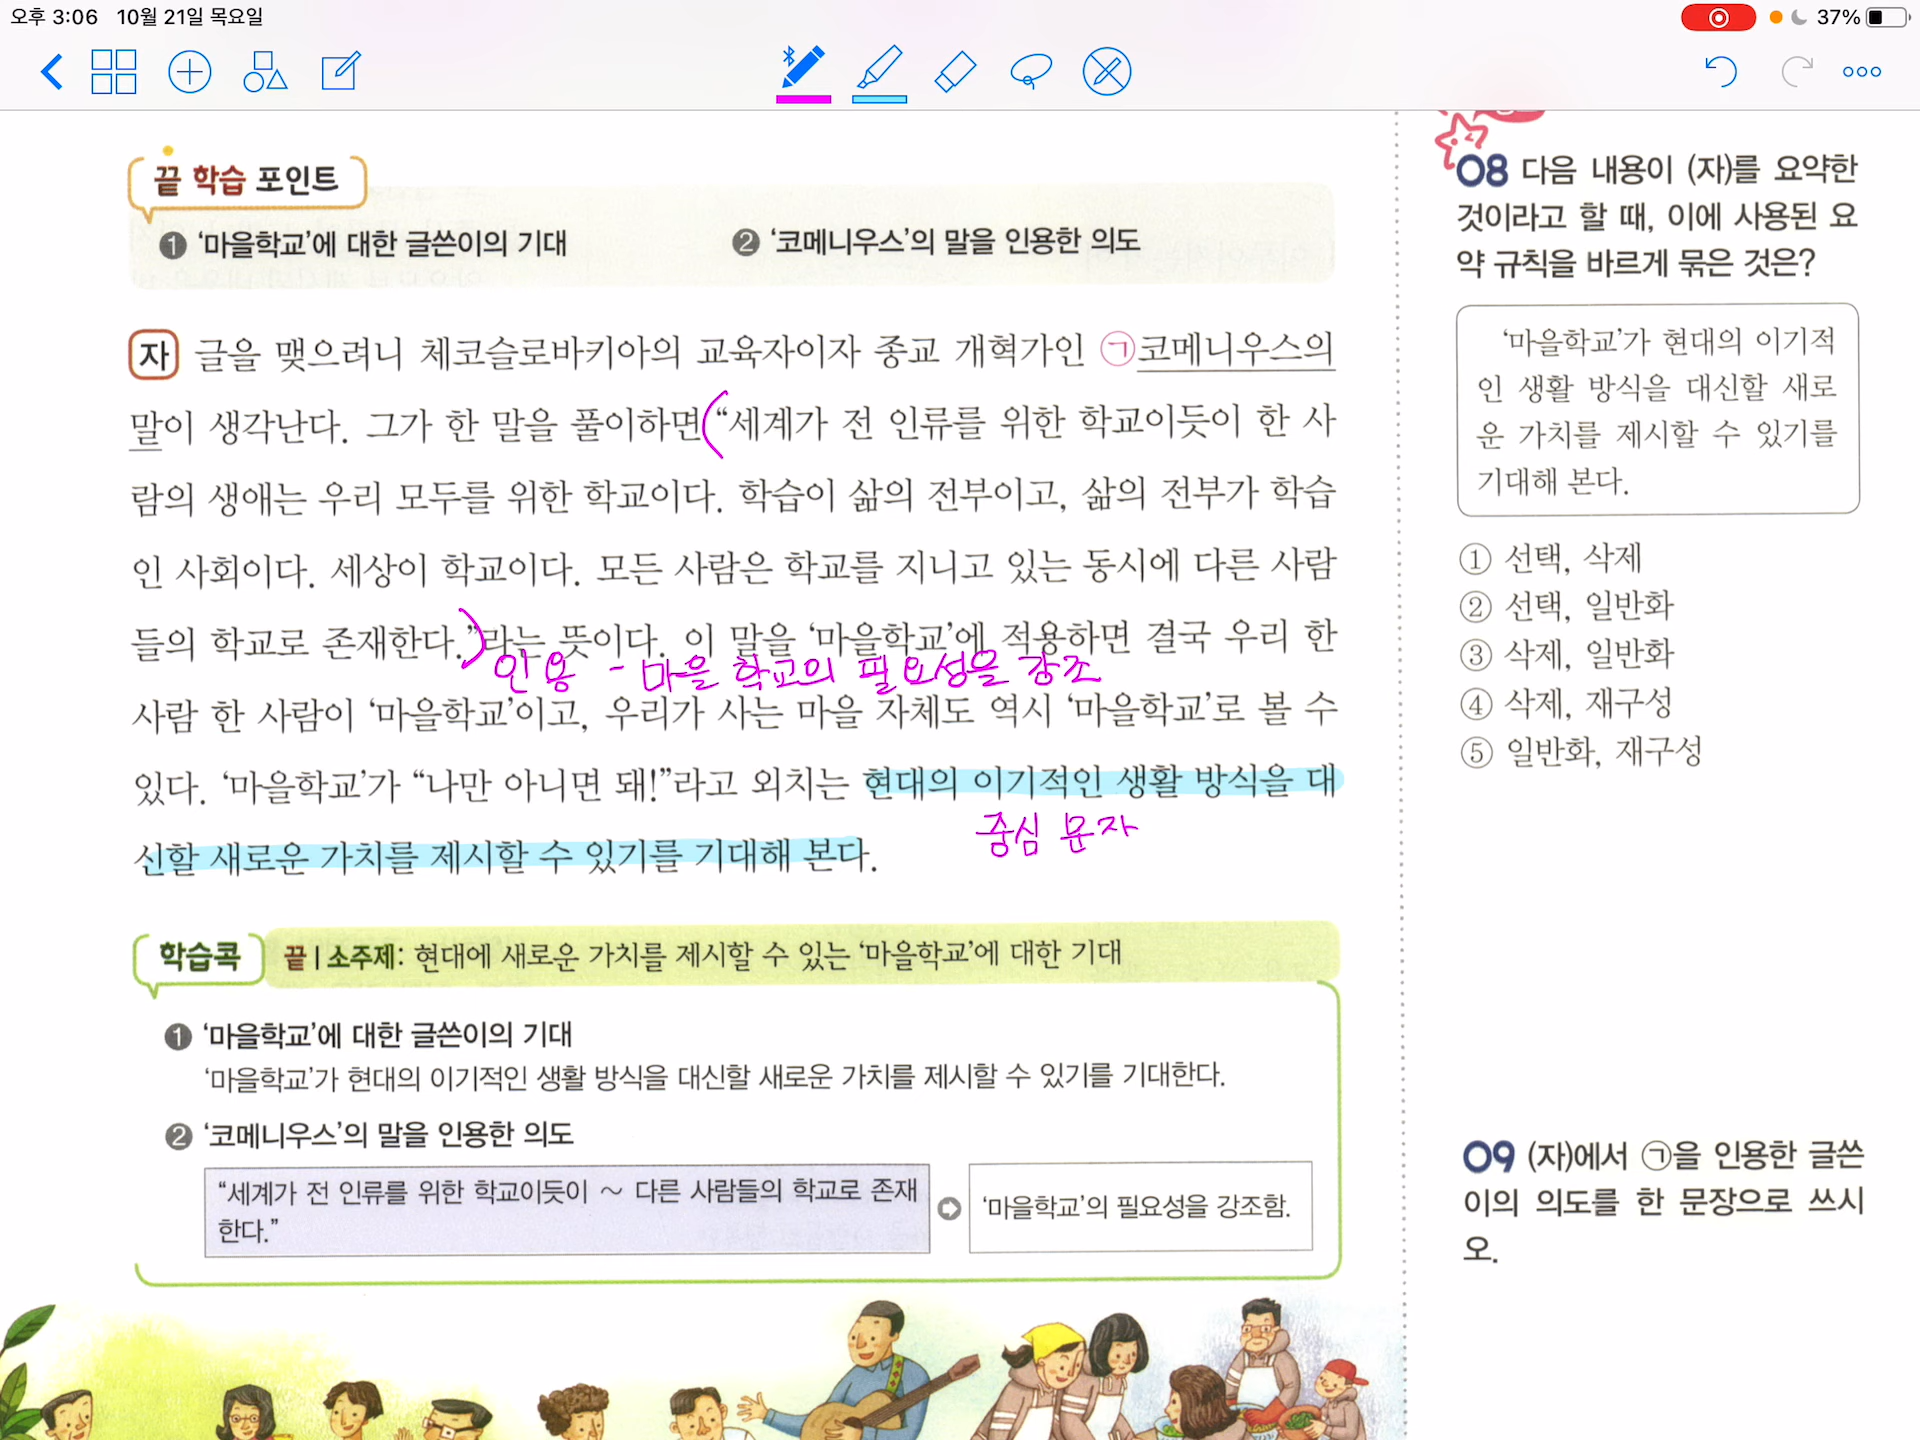 오후 3:06 10월 21일 목요일
37%
끝 학습 포인트
❶ ‘마을학교’에 대한 글쓴이의 기대
❷ ‘코메니우스’의 말을 인용한 의도
자 글을 맺으려니 체코슬로바키아의 교육자이자 종교 개혁가인 ㉠코메니우스의
말이 생각난다. 그가 한 말을 풀이하면 “세계가 전 인류를 위한 학교이듯이 한 사
람의 생애는 우리 모두를 위한 학교이다. 학습이 삶의 전부이고, 삶의 전부가 학습
인 사회이다. 세상이 학교이다. 모든 사람은 학교를 지니고 있는 동시에 다른 사람
들의 학교로 존재한다.”라는 뜻이다. 이 말을 ‘마을학교’에 적용하면 결국 우리 한
인용 - 마을 학교의 필요성을 강조
사람 한 사람이 ‘마을학교’이고, 우리가 사는 마을 자체도 역시 ‘마을학교’로 볼 수
있다. ‘마을학교’가 “나만 아니면 돼!”라고 외치는 현대의 이기적인 생활 방식을 대
중심 문장
신할 새로운 가치를 제시할 수 있기를 기대해 본다.
학습콕
끝 | 소주제: 현대에 새로운 가치를 제시할 수 있는 ‘마을학교’에 대한 기대
❶ ‘마을학교’에 대한 글쓴이의 기대
‘마을학교’가 현대의 이기적인 생활 방식을 대신할 새로운 가치를 제시할 수 있기를 기대한다.
❷ ‘코메니우스’의 말을 인용한 의도
“세계가 전 인류를 위한 학교이듯이 ~ 다른 사람들의 학교로 존재
한다.”
‘마을학교’의 필요성을 강조함.
08 다음 내용이 (자)를 요약한
것이라고 할 때, 이에 사용된 요
약 규칙을 바르게 묶은 것은?
‘마을학교’가 현대의 이기적
인 생활 방식을 대신할 새로
운 가치를 제시할 수 있기를
기대해 본다.
① 선택, 삭제
② 선택, 일반화
③ 삭제, 일반화
④ 삭제, 재구성
⑤ 일반화, 재구성
09 (자)에서 ㉠을 인용한 글쓴
이의 의도를 한 문장으로 쓰시
오.